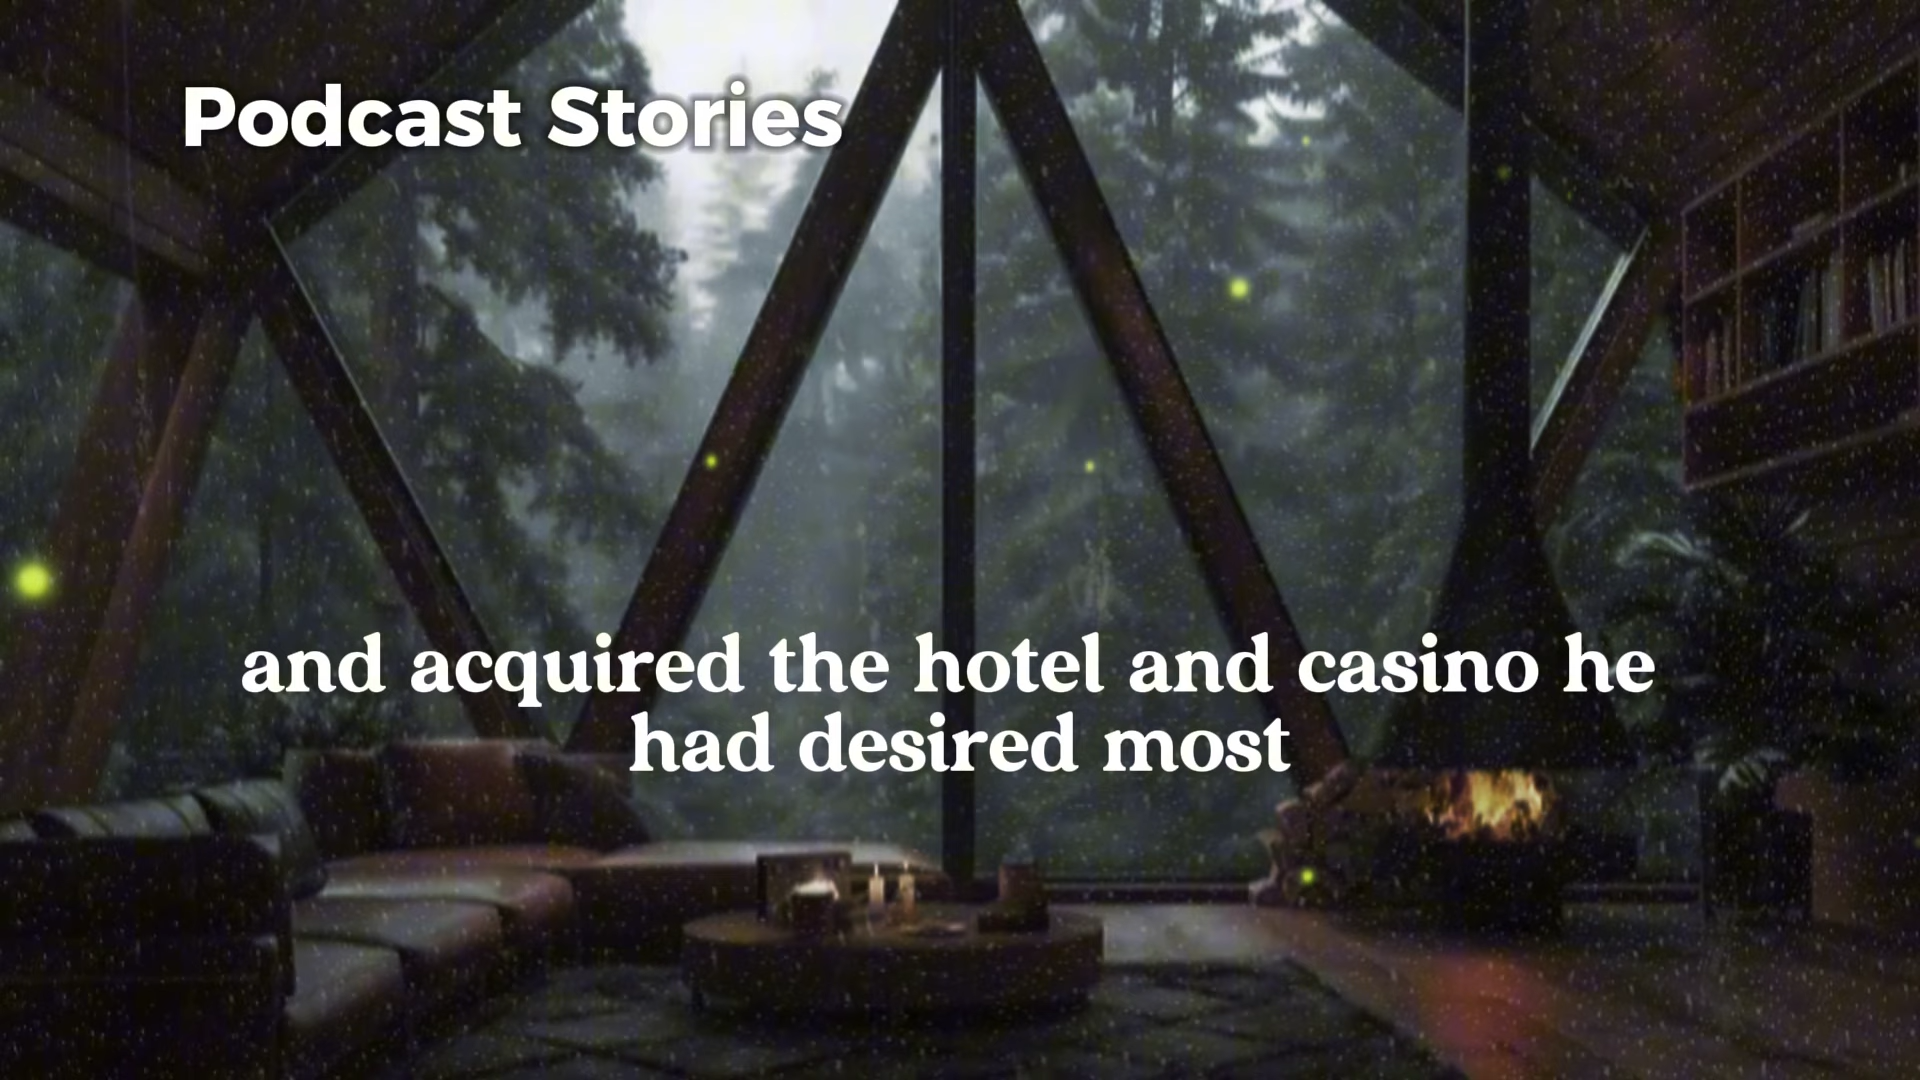 Podcast Stories
and acquired the hotel and casino he
had desired most